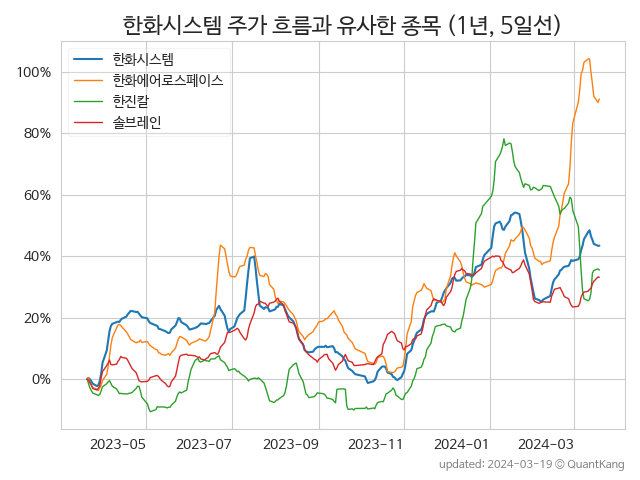 한화시스템 주가 흐름과 유사한 종목 (1년, 5일선)
한화시스템
한화에어로스페이스
한진칼
솔브레인
100%
80%
60%
40%
20%
0%
2023-05 2023-07 2023-09 2023-11 2024-01 2024-03
updated: 2024-03-19 © QuantKang